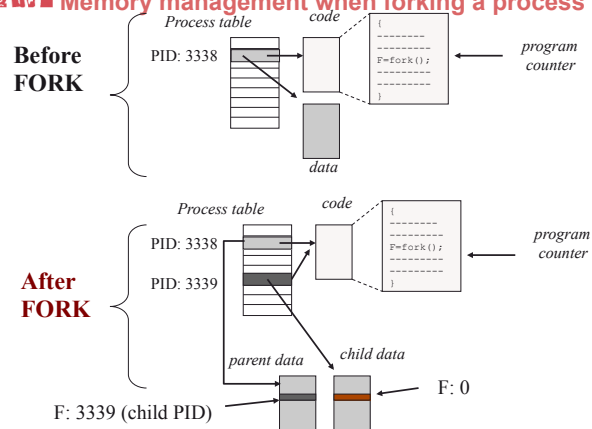 Memory management when forking a process
Process table
code
Before
FORK
PID: 3338
{
--------
---------
F=fork();
---------
---------
}
program
counter
data
Process table
code
PID: 3338
PID: 3339
{
--------
---------
F=fork();
---------
---------
}
program
counter
After
FORK
parent data
child data
F: 0
F: 3339 (child PID)